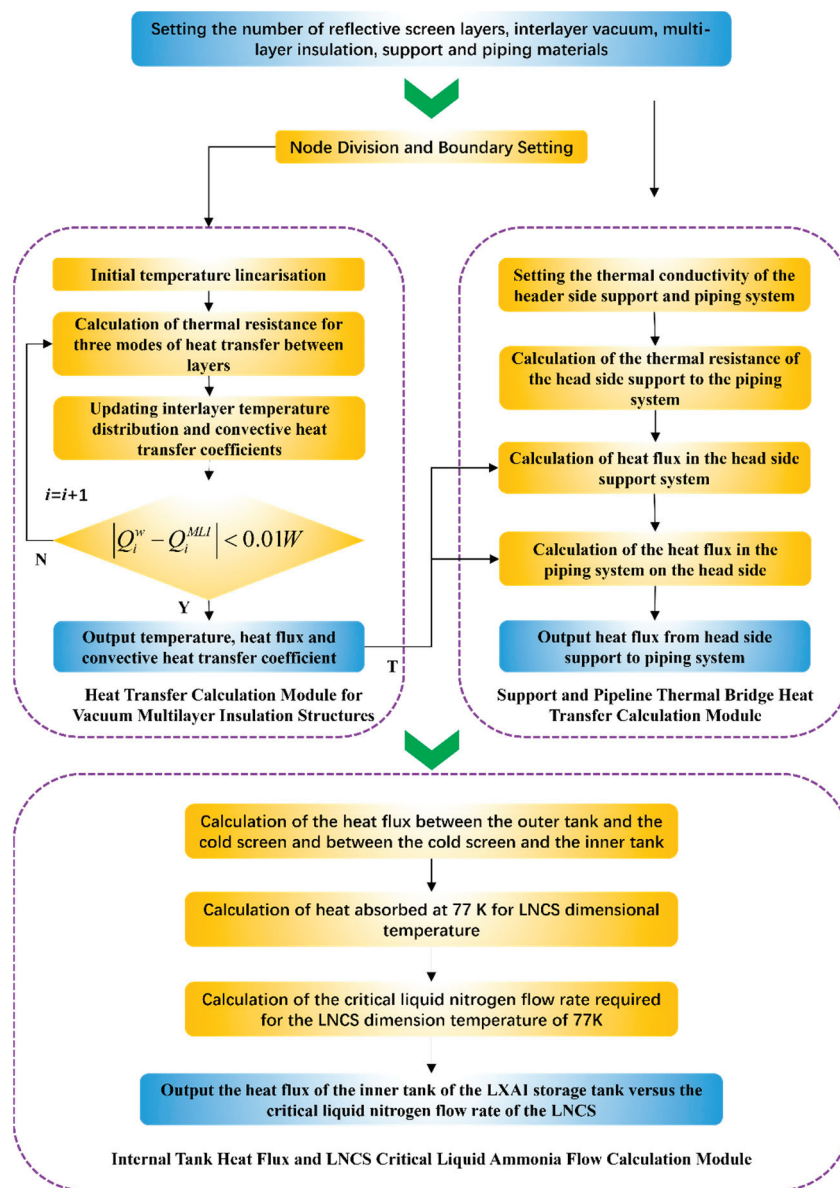 Setting the number of reflective screen layers, interlayer vacuum, multi-
layer insulation, support and piping materials
Node Division and Boundary Setting
Initial temperature linearisation
Calculation of thermal resistance for
three modes of heat transfer between
layers
Updating interlayer temperature
distribution and convective heat
transfer coefficients
i=i+1
|Q_i^w − Q_i^{MLI}| < 0.01W
N
Y
Output temperature, heat flux and
convective heat transfer coefficient
T
Heat Transfer Calculation Module for
Vacuum Multilayer Insulation Structures
Setting the thermal conductivity of the
header side support and piping system
Calculation of the thermal resistance of
the head side support to the piping
system
Calculation of heat flux in the head side
support system
Calculation of the heat flux in the
piping system on the head side
Output heat flux from head side
support to piping system
Support and Pipeline Thermal Bridge Heat
Transfer Calculation Module
Calculation of the heat flux between the outer tank and the
cold screen and between the cold screen and the inner tank
Calculation of heat absorbed at 77 K for LNCS dimensional
temperature
Calculation of the critical liquid nitrogen flow rate required
for the LNCS dimension temperature of 77K
Output the heat flux of the inner tank of the LXAI storage tank versus the
critical liquid nitrogen flow rate of the LNCS
Internal Tank Heat Flux and LNCS Critical Liquid Ammonia Flow Calculation Module